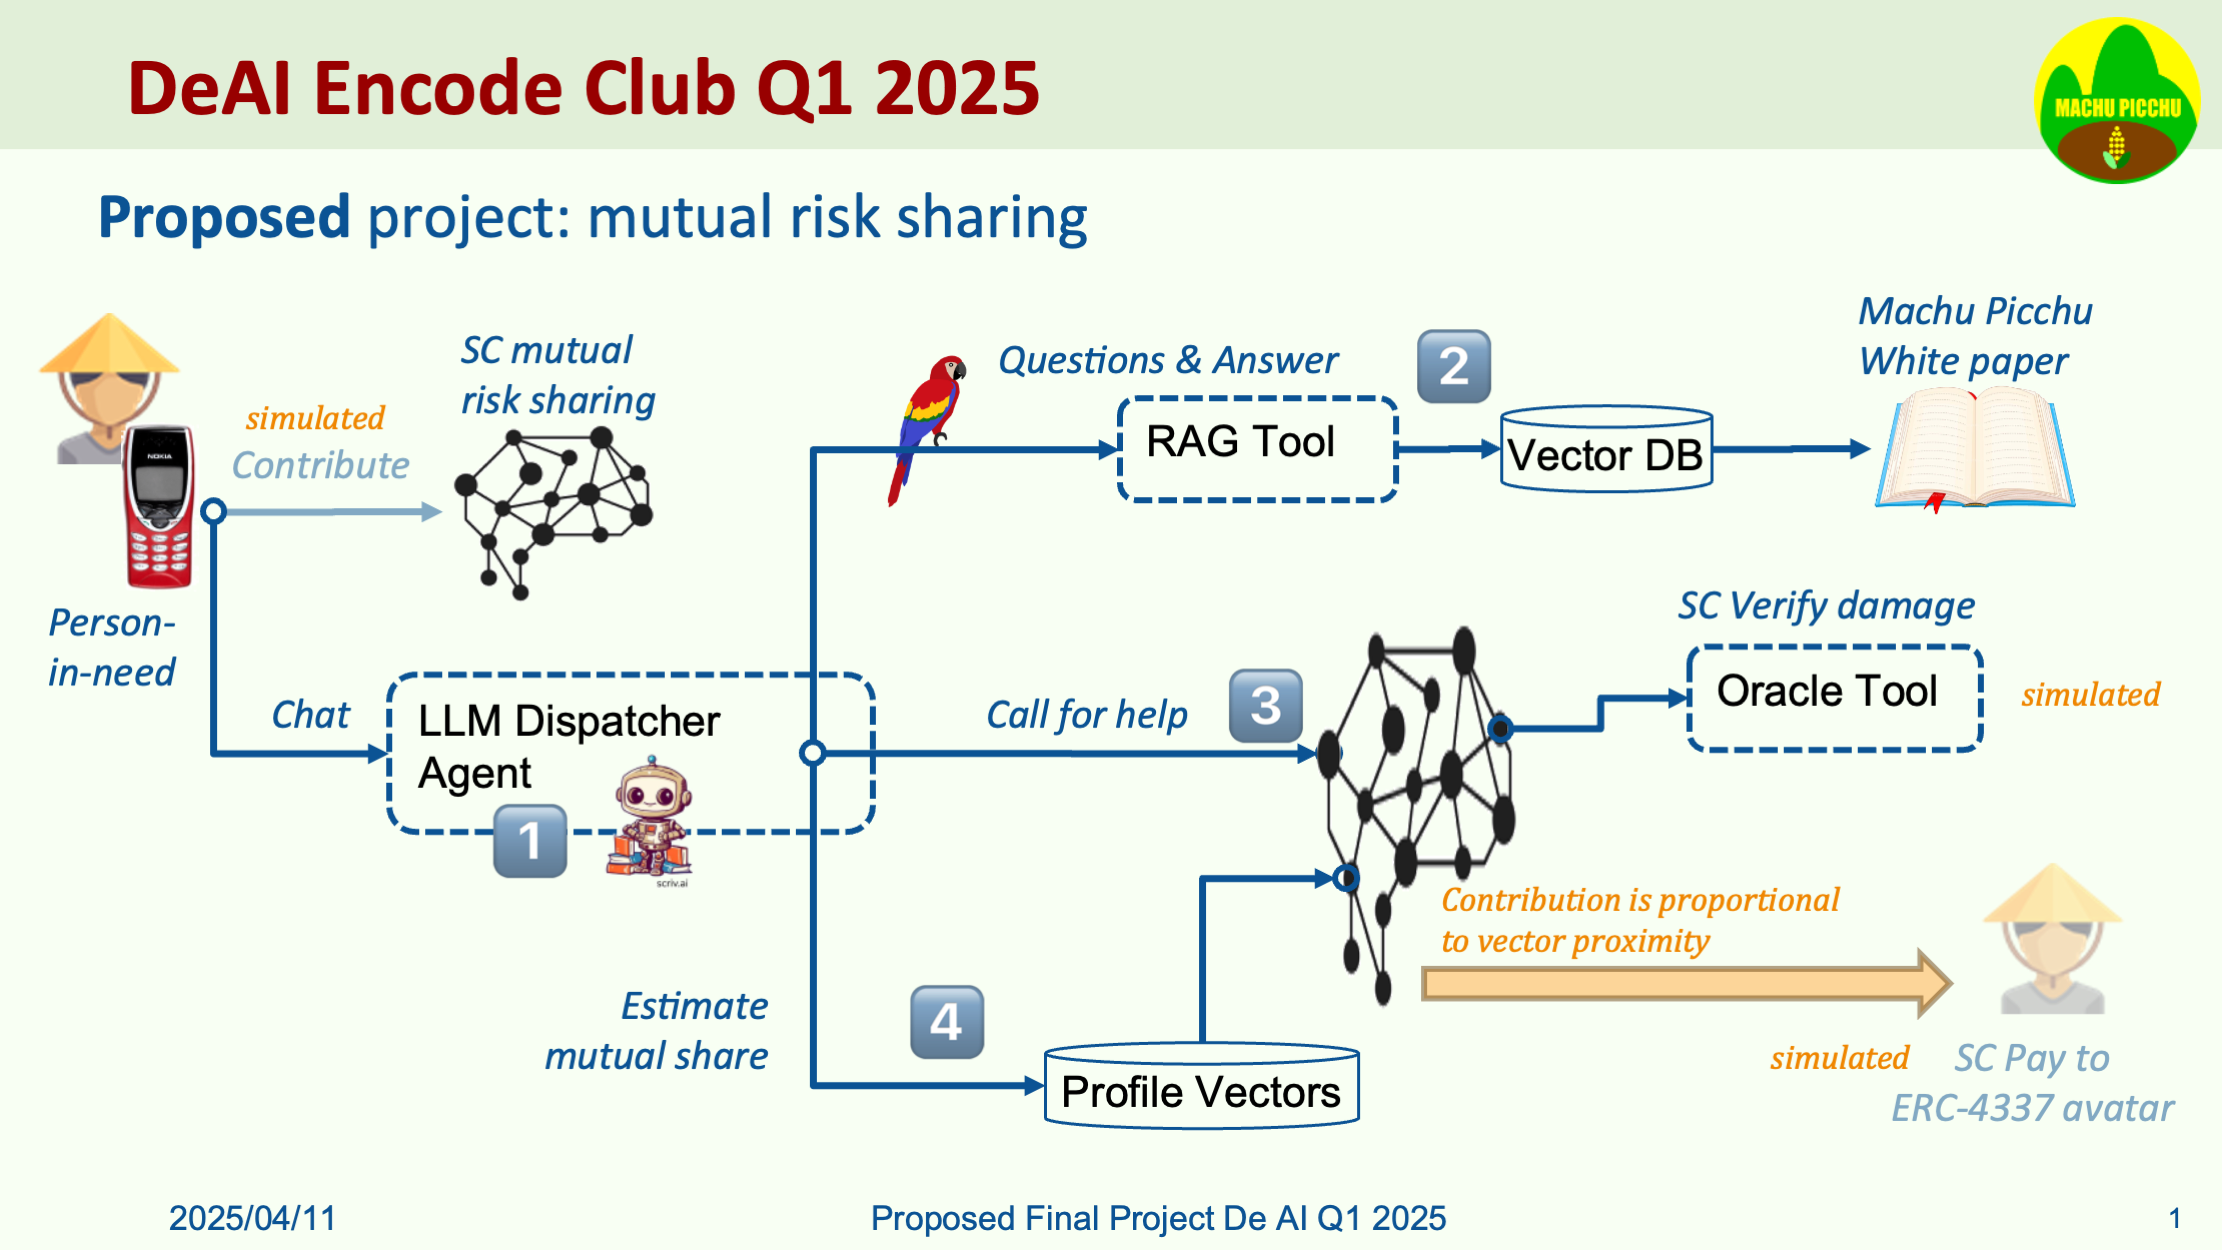 DeAI Encode Club Q1 2025
MACHU PICCHU
Proposed project: mutual risk sharing
NOKIA
simulated
Contribute
Person-
in-need
SC mutual
risk sharing
Chat
LLM Dispatcher
Agent
1
scriv.ai
Questions & Answer
RAG Tool
2
Vector DB
Machu Picchu
White paper
Call for help
3
SC Verify damage
Oracle Tool
simulated
Estimate
mutual share
4
Profile Vectors
Contribution is proportional
to vector proximity
simulated
SC Pay to
ERC-4337 avatar
2025/04/11
Proposed Final Project De AI Q1 2025
1